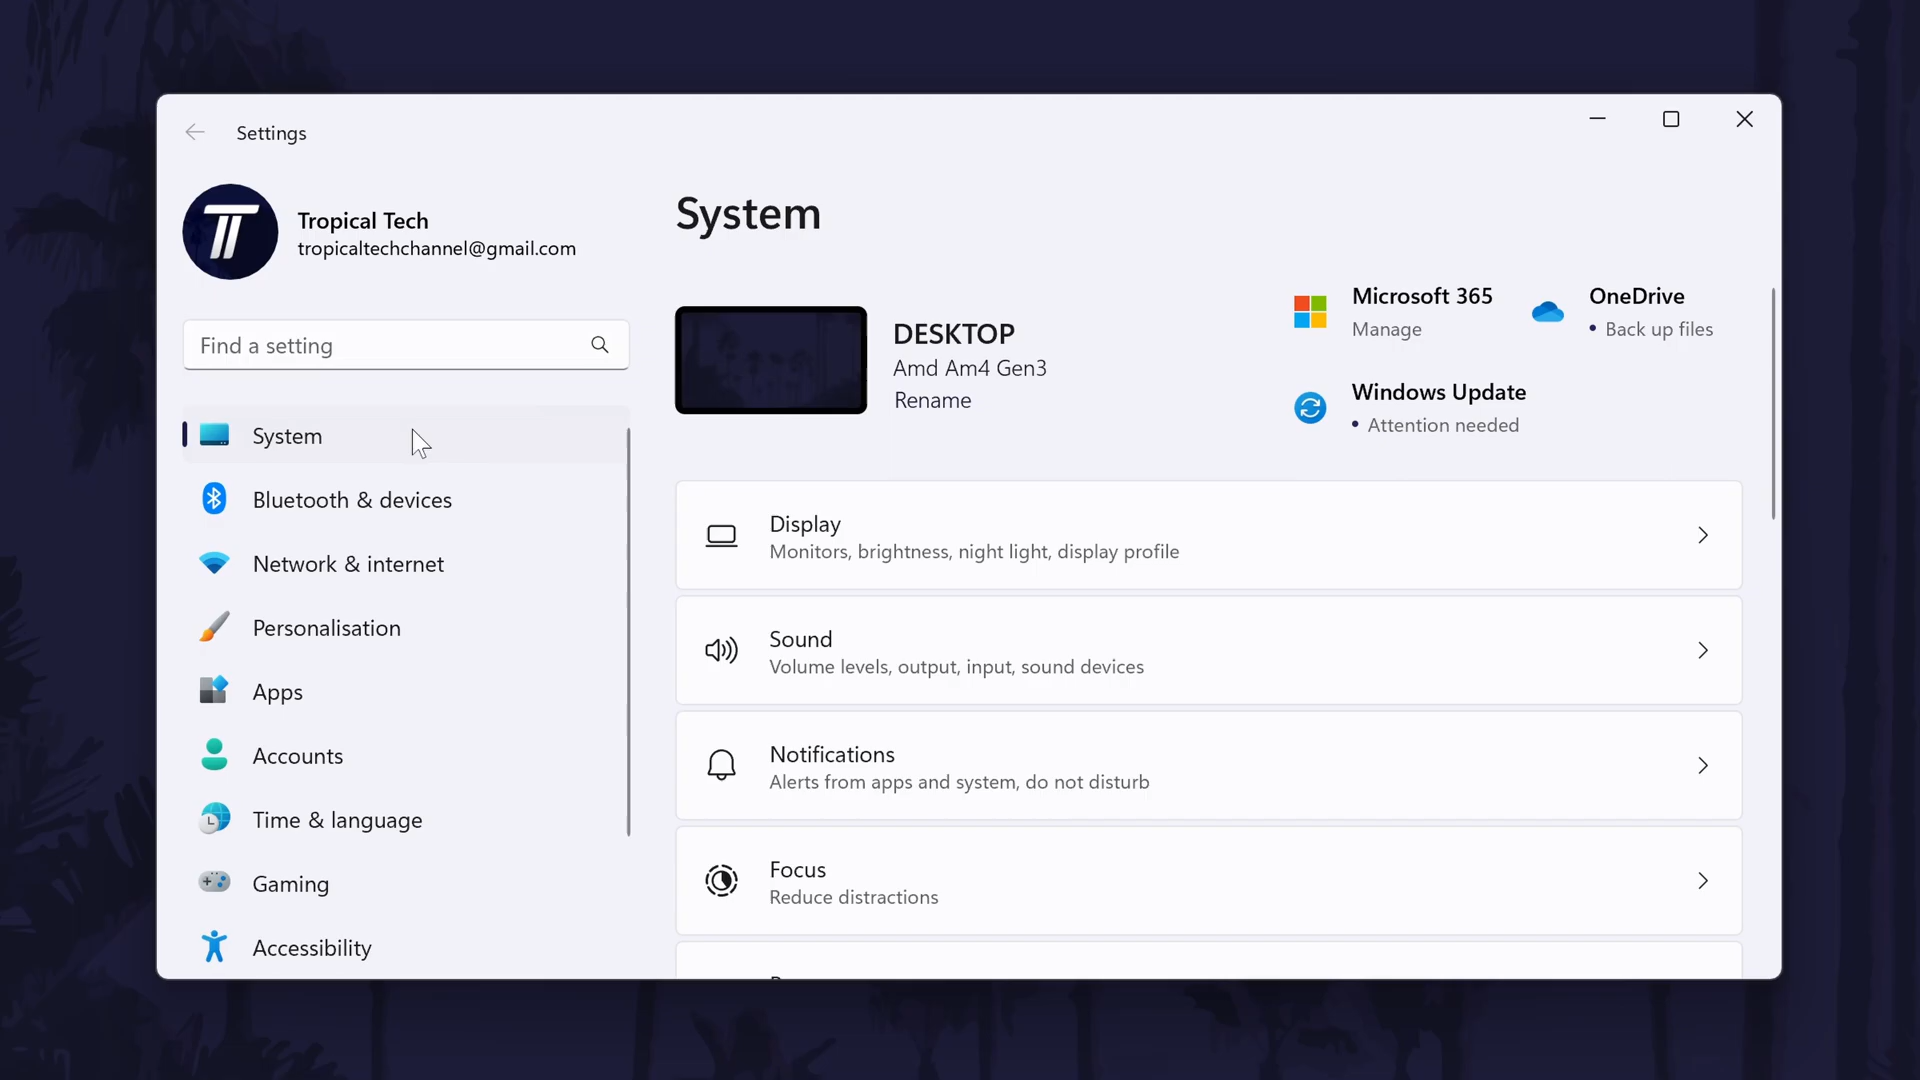 Settings
Tropical Tech
tropicaltechchannel@gmail.com
Find a setting
System
Bluetooth & devices
Network & internet
Personalisation
Apps
Accounts
Time & language
Gaming
Accessibility
System
DESKTOP
Amd Am4 Gen3
Rename
Microsoft 365
Manage
OneDrive
• Back up files
Windows Update
• Attention needed
Display
Monitors, brightness, night light, display profile
Sound
Volume levels, output, input, sound devices
Notifications
Alerts from apps and system, do not disturb
Focus
Reduce distractions